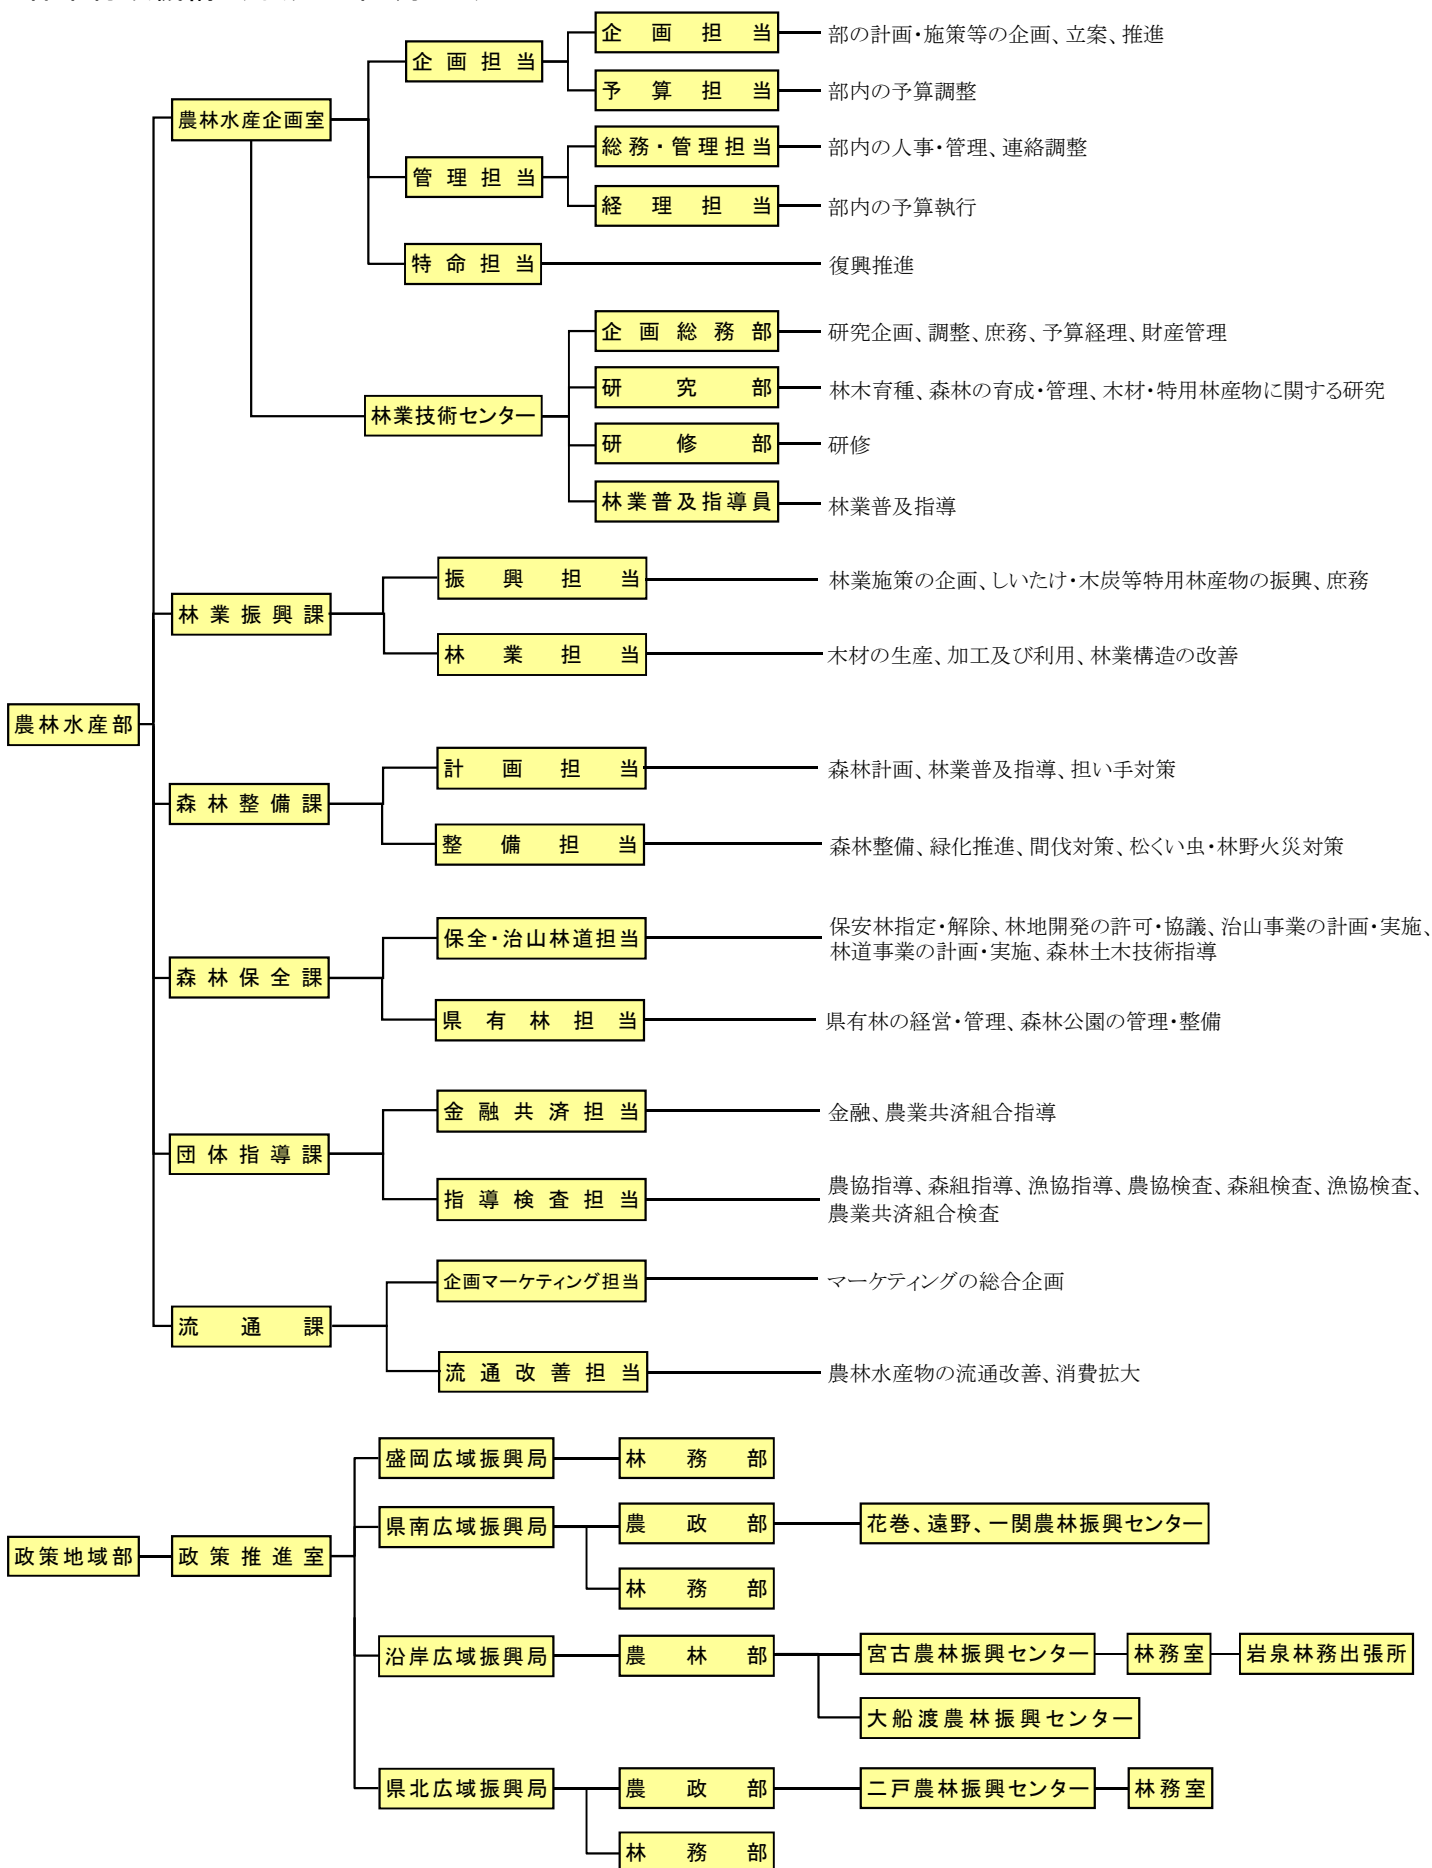 企画担当
企画担当
部の計画・施策等の企画、立案、推進
予算担当
部内の予算調整
農林水産企画室
管理担当
総務・管理担当
部内の人事・管理、連絡調整
経理担当
部内の予算執行
特命担当
復興推進
林業技術センター
企画総務部
研究企画、調整、庶務、予算経理、財産管理
研究部
林木育種、森林の育成・管理、木材・特用林産物に関する研究
研修部
研修
林業普及指導員
林業普及指導
林業振興課
振興担当
林業施策の企画、しいたけ・木炭等特用林産物の振興、庶務
林業担当
木材の生産、加工及び利用、林業構造の改善
農林水産部
森林整備課
計画担当
森林計画、林業普及指導、担い手対策
整備担当
森林整備、緑化推進、間伐対策、松くい虫・林野火災対策
森林保全課
保全・治山林道担当
保安林指定・解除、林地開発の許可・協議、治山事業の計画・実施、
林道事業の計画・実施、森林土木技術指導
県有林担当
県有林の経営・管理、森林公園の管理・整備
団体指導課
金融共済担当
金融、農業共済組合指導
指導検査担当
農協指導、森組指導、漁協指導、農協検査、森組検査、漁協検査、
農業共済組合検査
流通課
企画マーケティング担当
マーケティングの総合企画
流通改善担当
農林水産物の流通改善、消費拡大
政策地域部
政策推進室
盛岡広域振興局
林務部
県南広域振興局
農政部
花巻、遠野、一関農林振興センター
林務部
沿岸広域振興局
農林部
宮古農林振興センター
林務室
岩泉林務出張所
大船渡農林振興センター
県北広域振興局
農政部
二戸農林振興センター
林務室
林務部